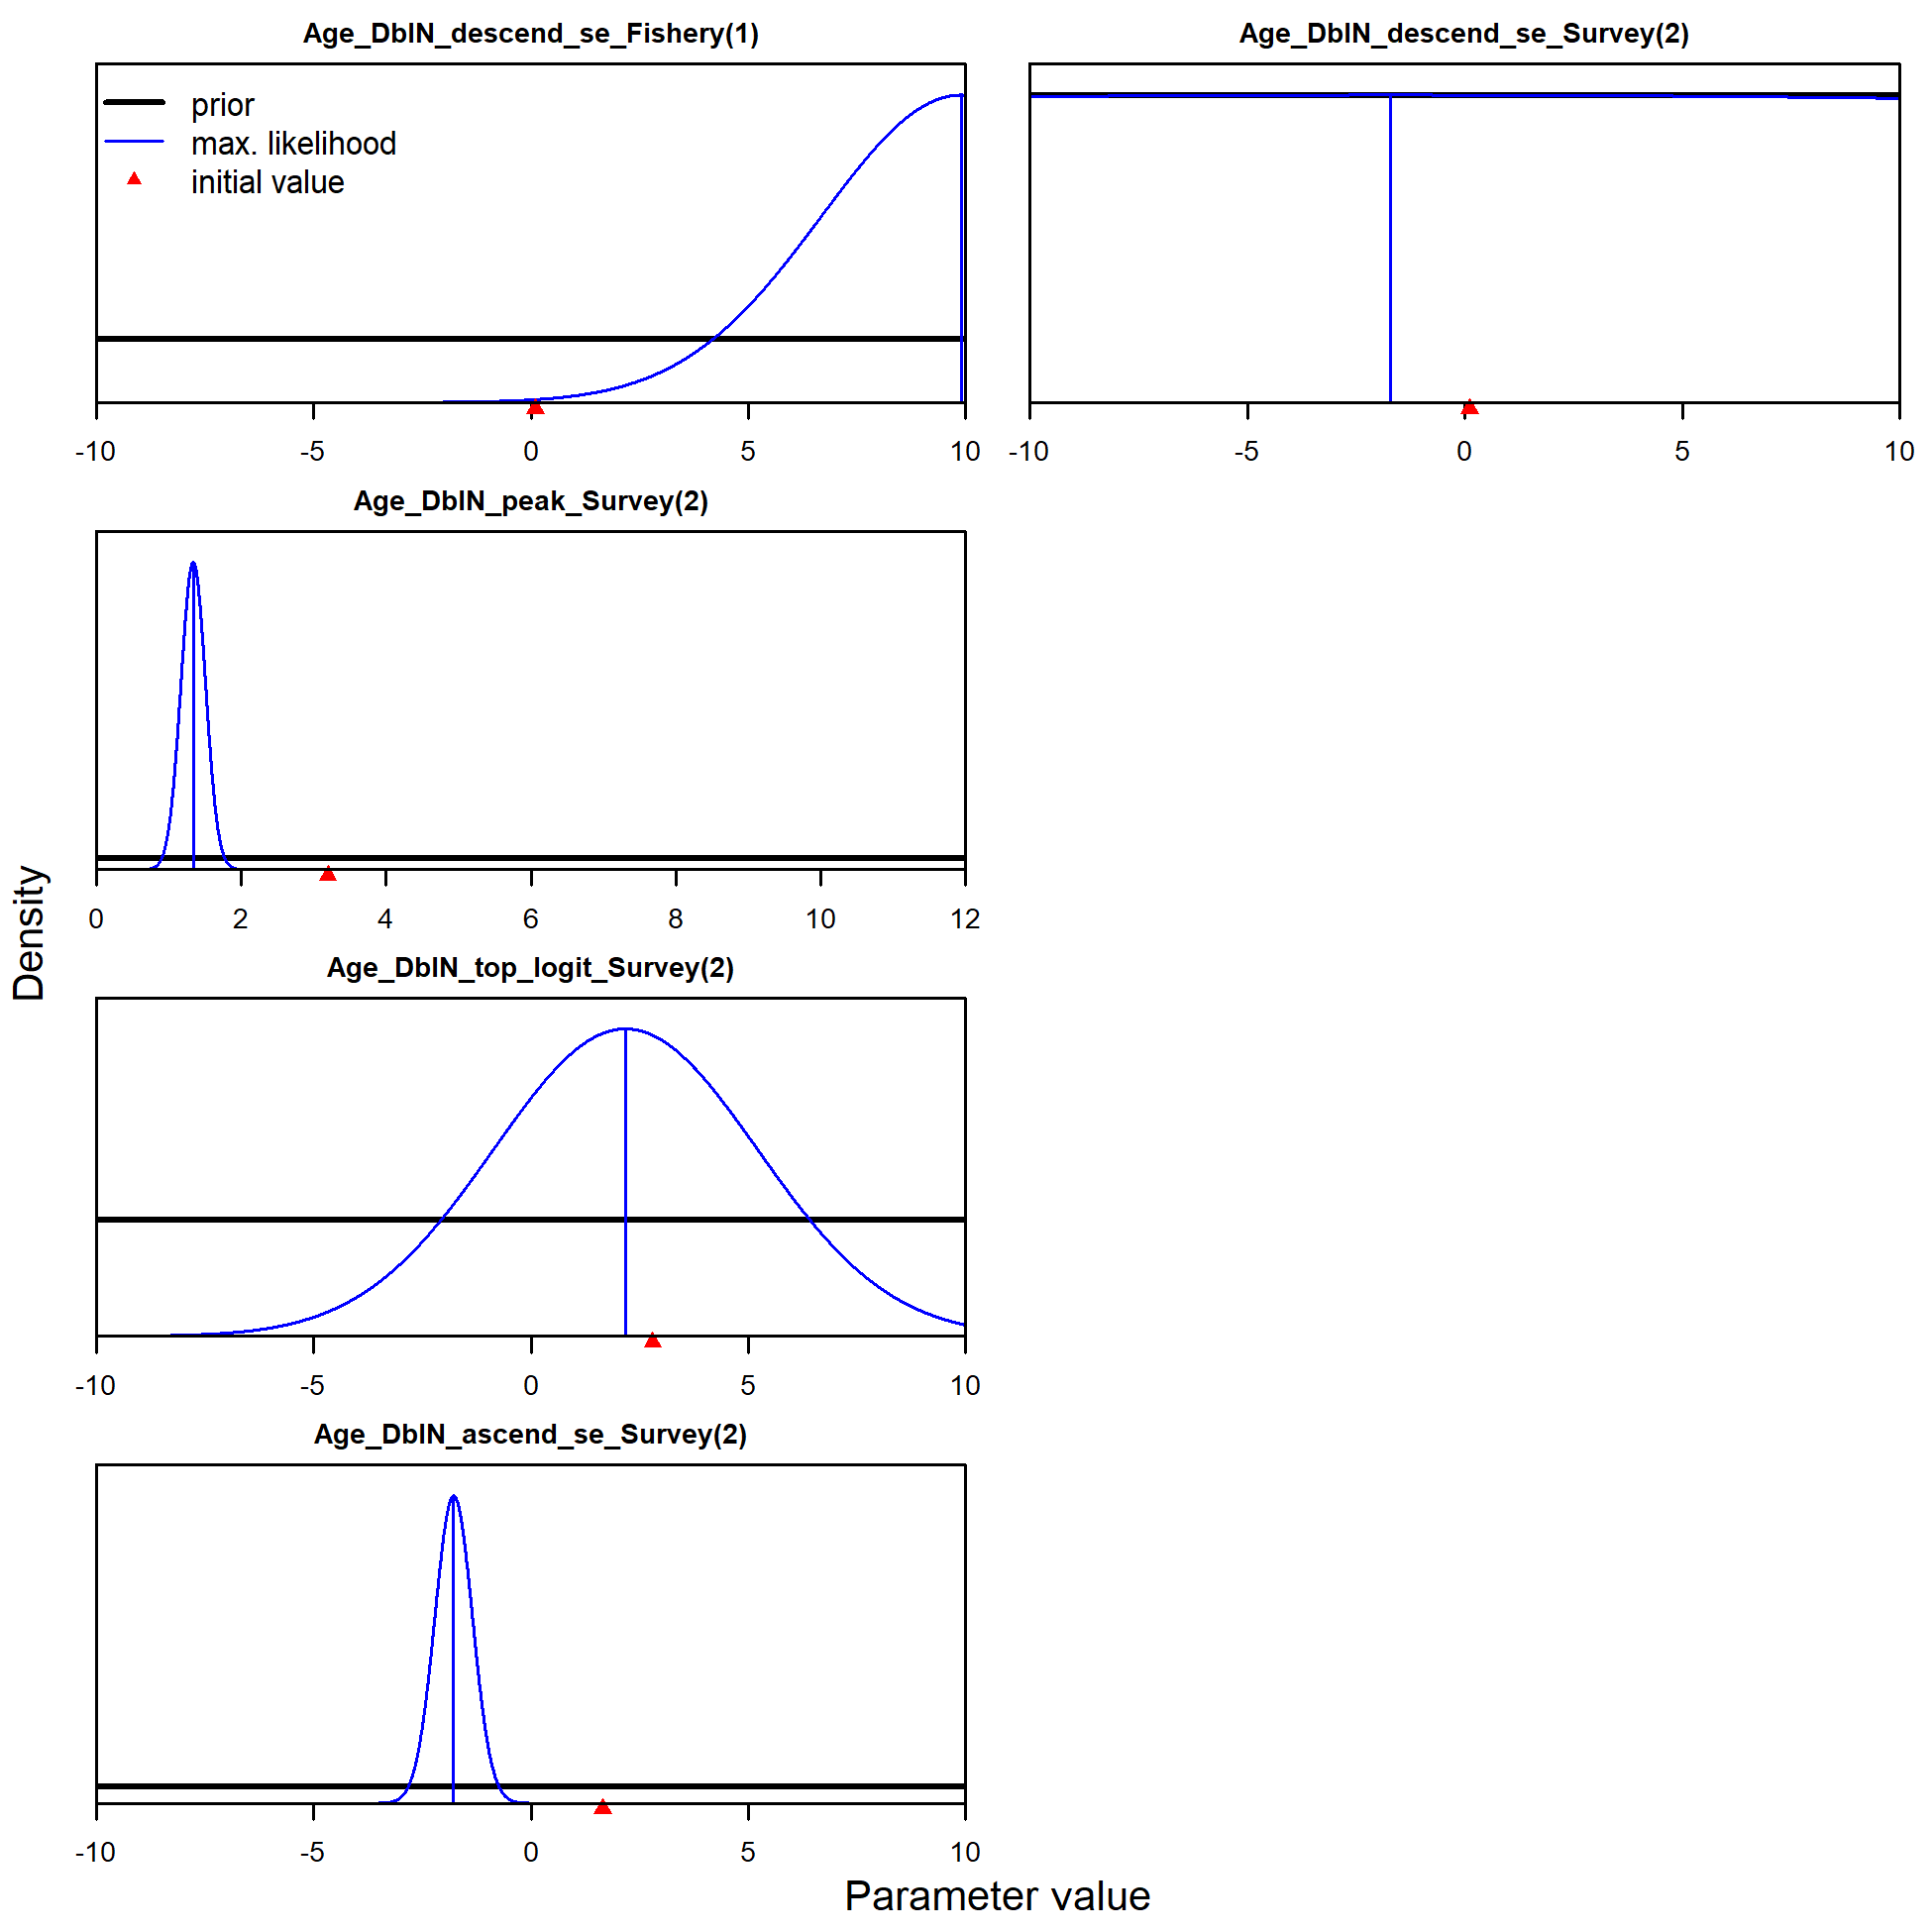 Age_DblN_descend_se_Fishery(1)
prior
max. likelihood
initial value
-10 -5 0 5 10
Age_DblN_descend_se_Survey(2)
-10 -5 0 5 10
Age_DblN_peak_Survey(2)
0 2 4 6 8 10 12
Age_DblN_top_logit_Survey(2)
-10 -5 0 5 10
Age_DblN_ascend_se_Survey(2)
-10 -5 0 5 10
Density
Parameter value